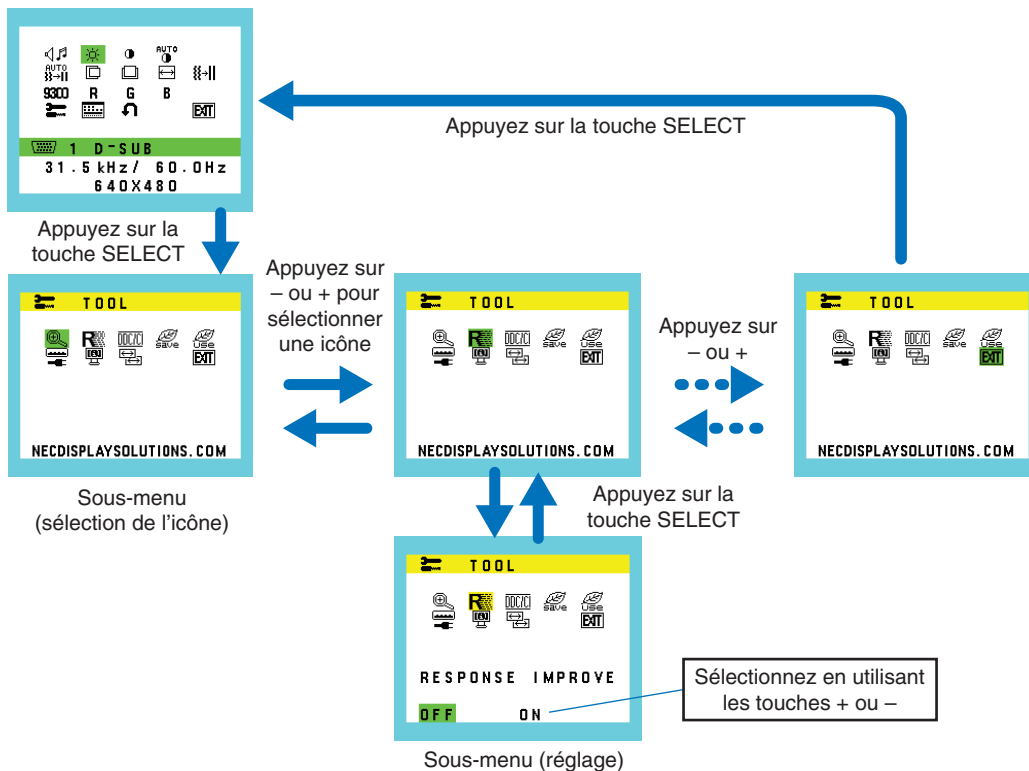 AUTO
AUTO
9300 R G B
EXIT
1 D-SUB
31.5 kHz/ 60.0Hz
640X480
Appuyez sur la touche SELECT
Appuyez sur la
touche SELECT
TOOL
R DDC/CI save use
EXIT
NECDISPLAYSOLUTIONS.COM
Sous-menu
(sélection de l'icône)
Appuyez sur
– ou + pour
sélectionner
une icône
TOOL
R DDC/CI save use
EXIT
NECDISPLAYSOLUTIONS.COM
Appuyez sur
– ou +
TOOL
R DDC/CI save use
EXIT
NECDISPLAYSOLUTIONS.COM
Appuyez sur la
touche SELECT
TOOL
R DDC/CI save use
EXIT
RESPONSE IMPROVE
OFF ON
Sélectionnez en utilisant
les touches + ou –
Sous-menu (réglage)